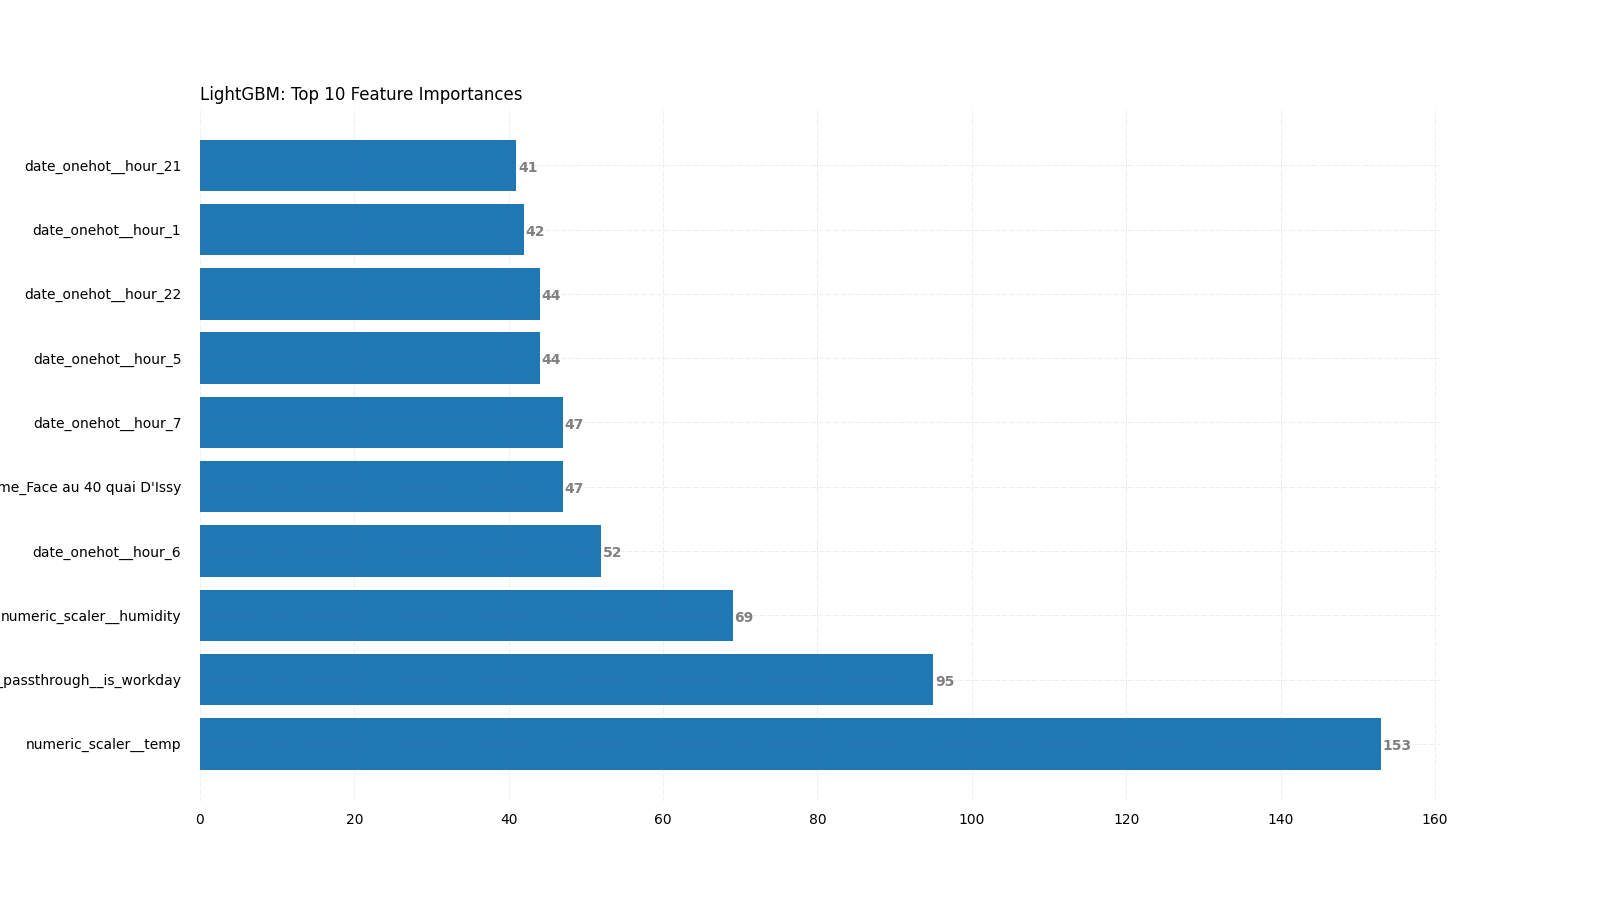 LightGBM: Top 10 Feature Importances
date_onehot__hour_21 41
date_onehot__hour_1 42
date_onehot__hour_22 44
date_onehot__hour_5 44
date_onehot__hour_7 47
me_Face au 40 quai D'Issy 47
date_onehot__hour_6 52
numeric_scaler__humidity 69
_passthrough__is_workday 95
numeric_scaler__temp 153
0 20 40 60 80 100 120 140 160